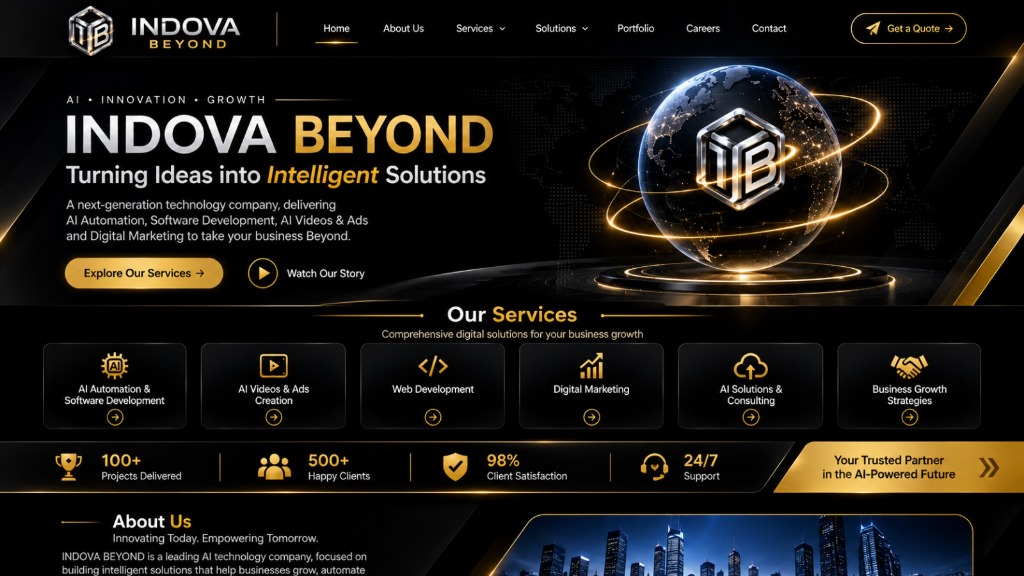 INDOVA
BEYOND
Home
About Us
Services
Solutions
Portfolio
Careers
Contact
Get a Quote →
AI • INNOVATION • GROWTH
INDOVA BEYOND
Turning Ideas into Intelligent Solutions
A next-generation technology company, delivering
AI Automation, Software Development, AI Videos & Ads
and Digital Marketing to take your business Beyond.
Explore Our Services →
Watch Our Story
Our Services
Comprehensive digital solutions for your business growth
AI
AI Automation &
Software Development
AI Videos & Ads
Creation
</>
Web Development
Digital Marketing
AI Solutions &
Consulting
Business Growth
Strategies
100+
Projects Delivered
500+
Happy Clients
98%
Client Satisfaction
24/7
Support
Your Trusted Partner
in the AI-Powered Future
About Us
Innovating Today. Empowering Tomorrow.
INDOVA BEYOND is a leading AI technology company, focused on
building intelligent solutions that help businesses grow, automate